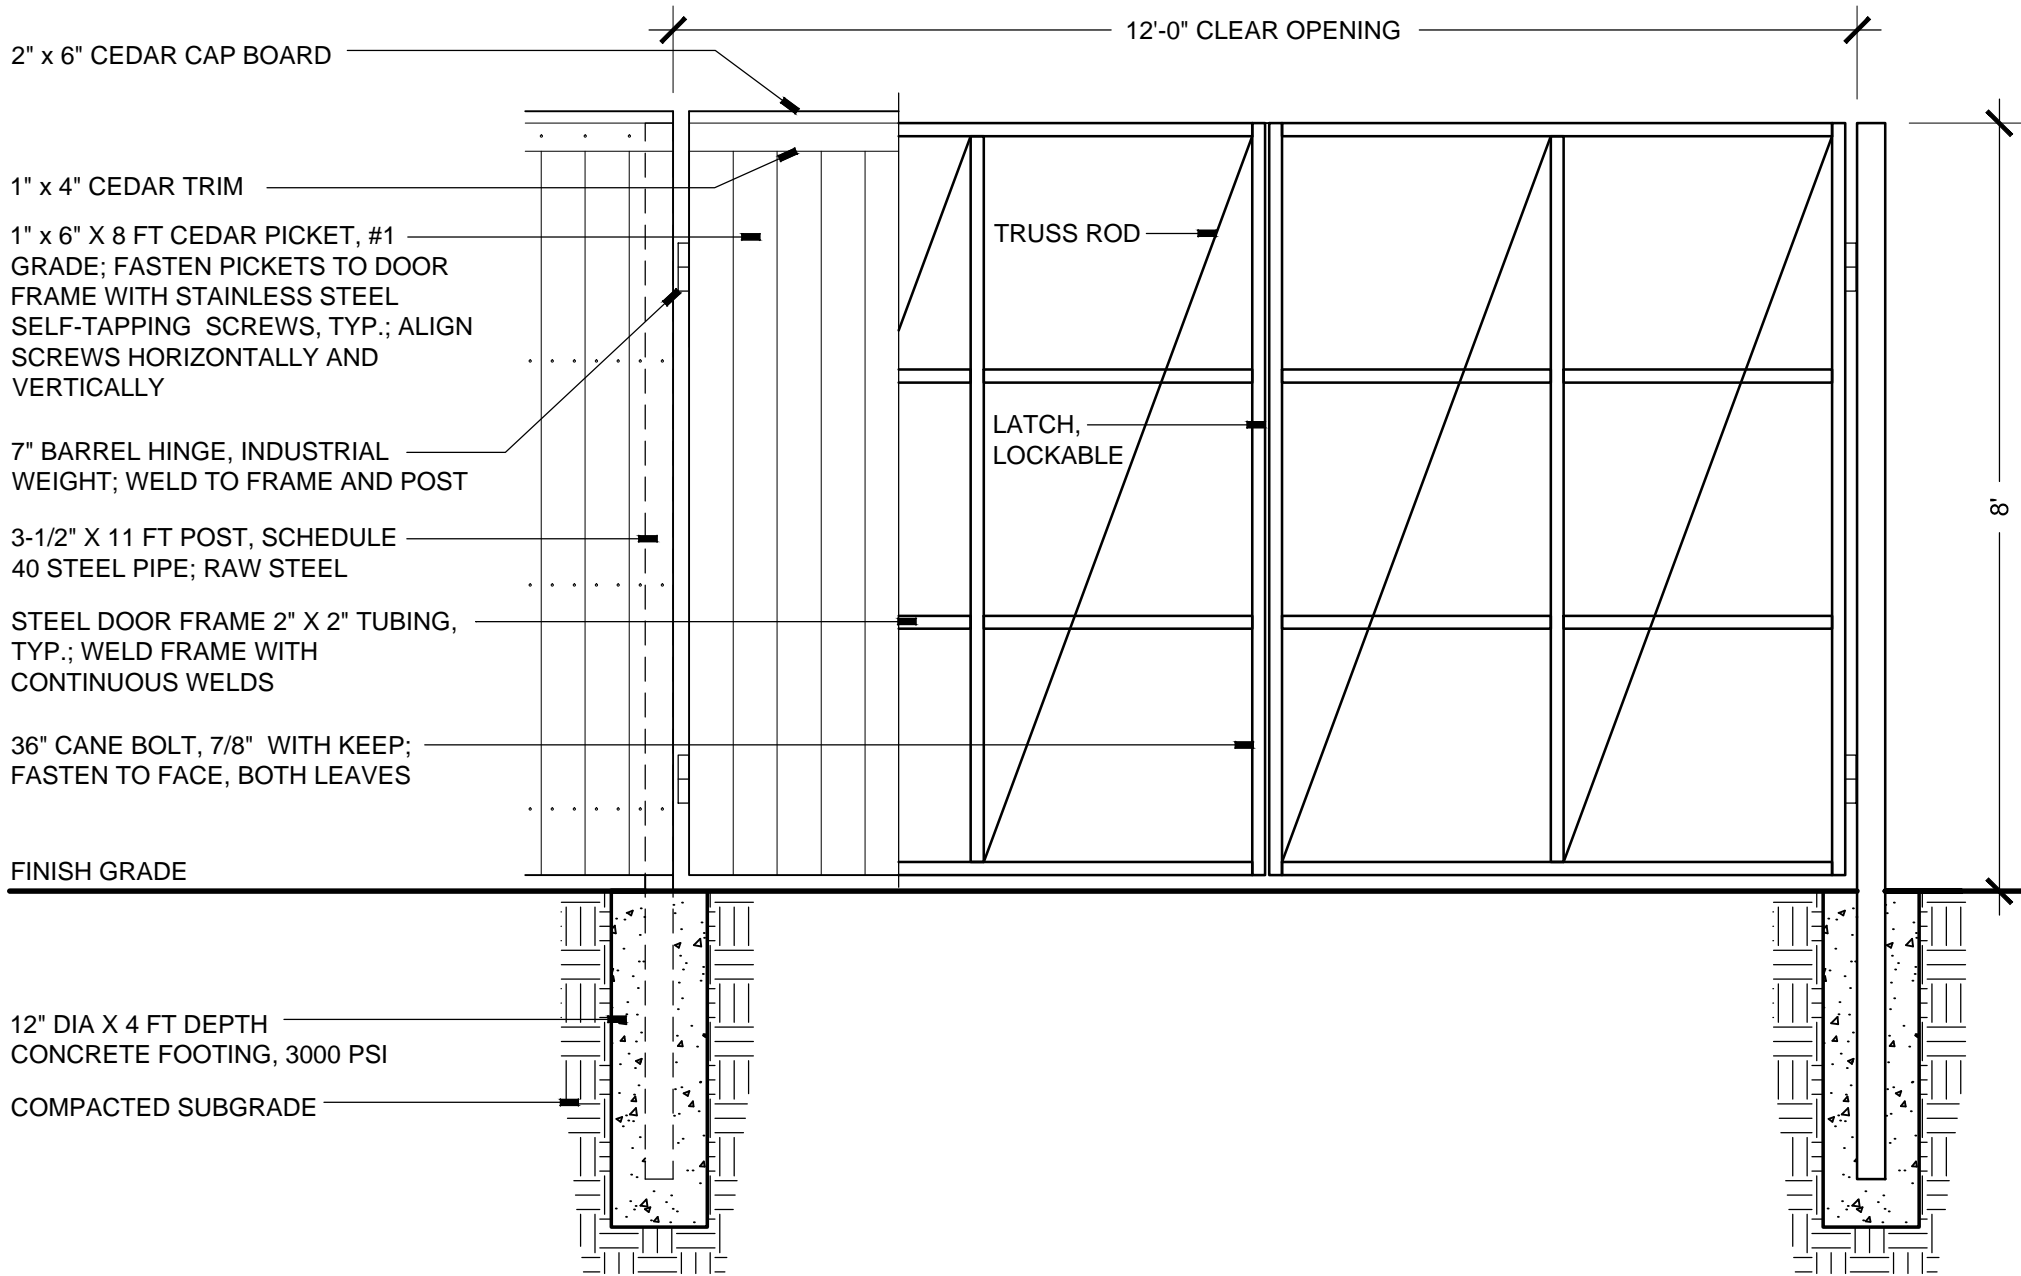 12'-0" CLEAR OPENING
2" x 6" CEDAR CAP BOARD
1" x 4" CEDAR TRIM
1" x 6" X 8 FT CEDAR PICKET, #1
GRADE; FASTEN PICKETS TO DOOR
FRAME WITH STAINLESS STEEL
SELF-TAPPING  SCREWS, TYP.; ALIGN
SCREWS HORIZONTALLY AND
VERTICALLY
TRUSS ROD
LATCH,
LOCKABLE
7" BARREL HINGE, INDUSTRIAL
WEIGHT; WELD TO FRAME AND POST
8'
3-1/2" X 11 FT POST, SCHEDULE
40 STEEL PIPE; RAW STEEL
STEEL DOOR FRAME 2" X 2" TUBING,
TYP.; WELD FRAME WITH
CONTINUOUS WELDS
36" CANE BOLT, 7/8"  WITH KEEP;
FASTEN TO FACE, BOTH LEAVES
FINISH GRADE
12" DIA X 4 FT DEPTH
CONCRETE FOOTING, 3000 PSI
COMPACTED SUBGRADE